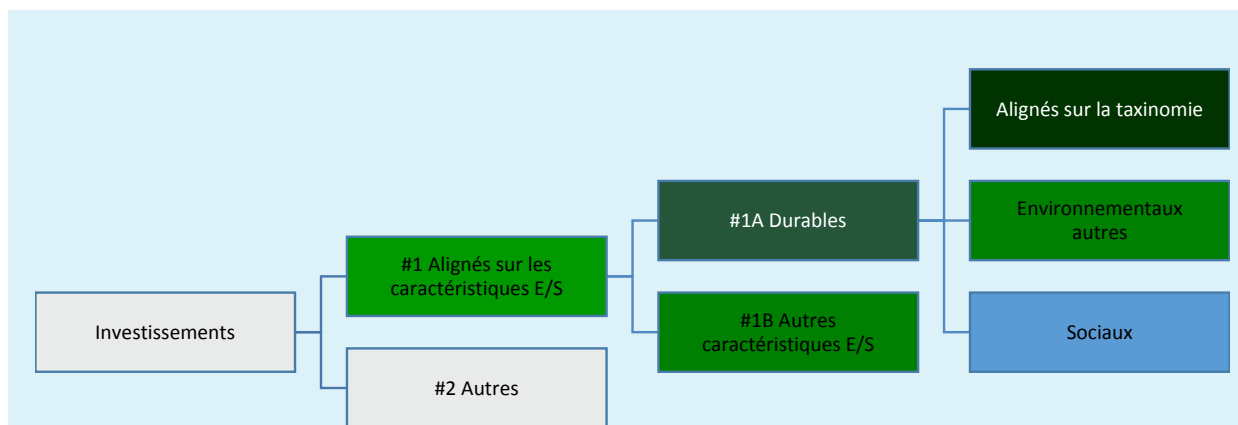 Investissements
#1 Alignés sur les
caractéristiques E/S
#2 Autres
#1A Durables
#1B Autres
caractéristiques E/S
Alignés sur la taxinomie
Environnementaux
autres
Sociaux